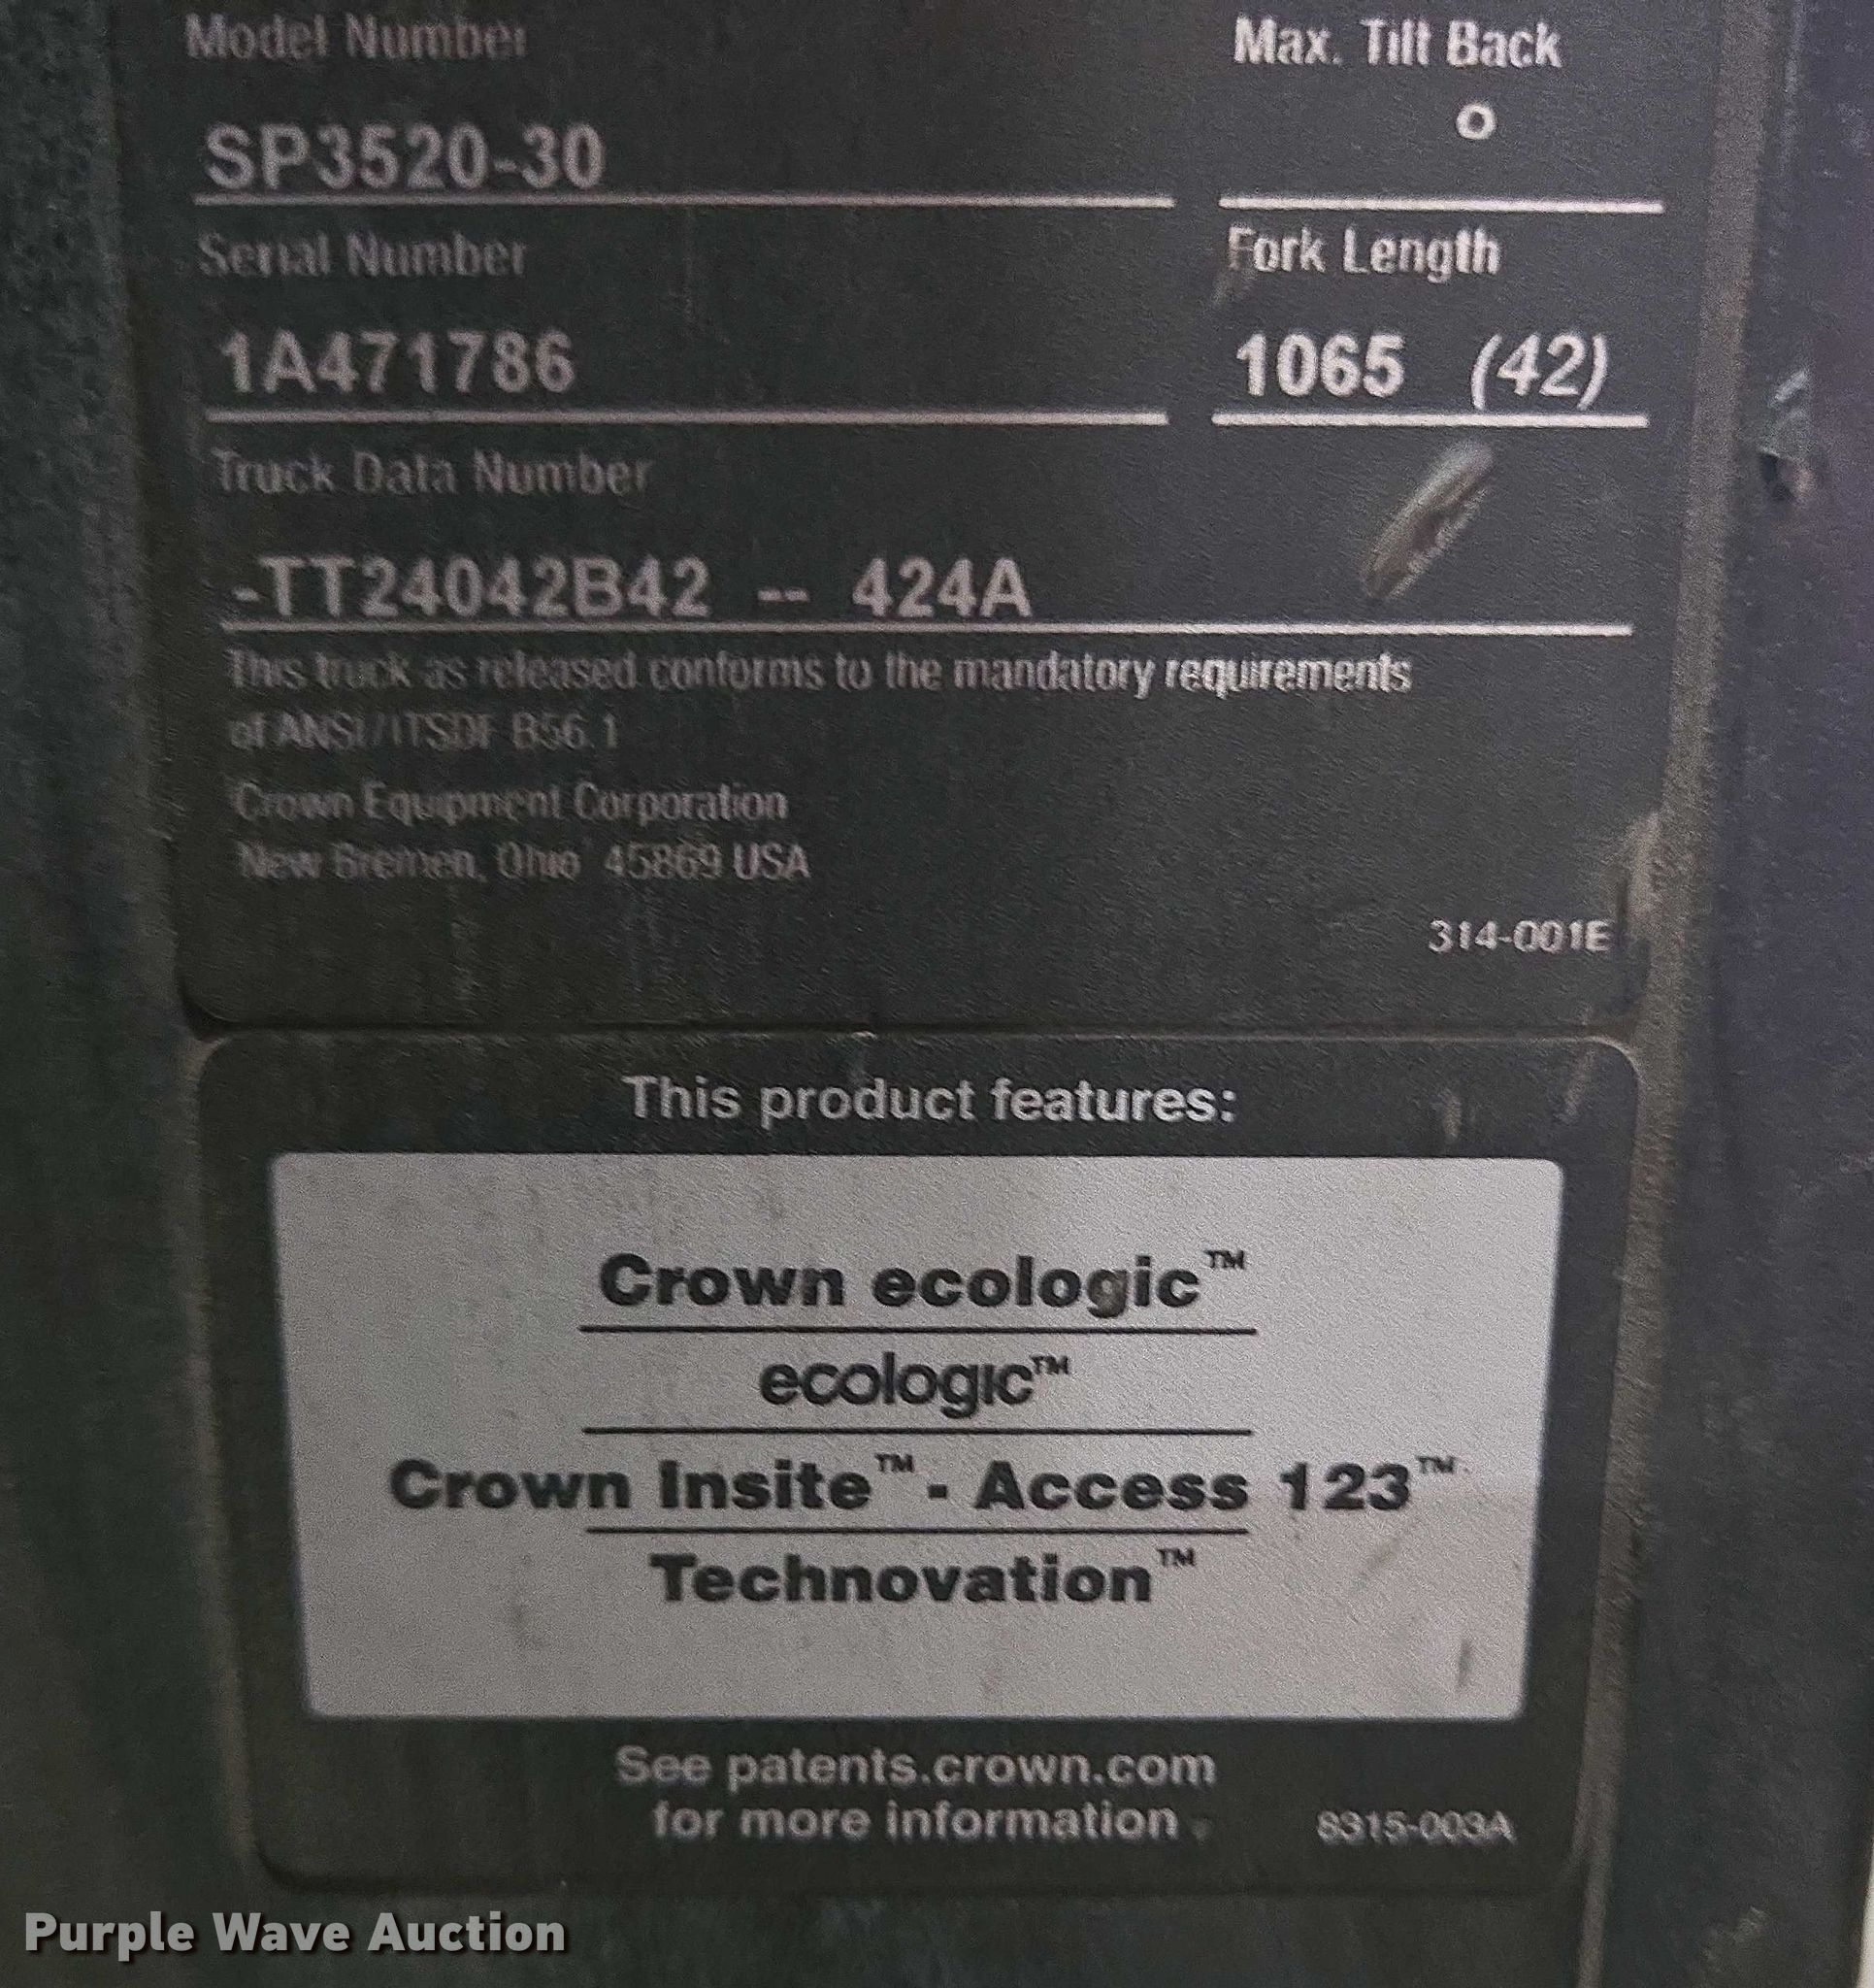 Model Number
Max. Tilt Back
o
SP3520-30
Serial Number
Fork Length
1A471786
1065 (42)
Truck Data Number
-TT24042B42 -- 424A
This truck as released conforms to the mandatory requirements
of ANSI/ITSDF B56.1
Crown Equipment Corporation
New Bremen, Ohio 45869 USA
314-001E
This product features:
Crown ecologic™
ecologic™
Crown Insite™ - Access 123™
Technovation™
See patents.crown.com
for more information
8315-003A
Purple Wave Auction